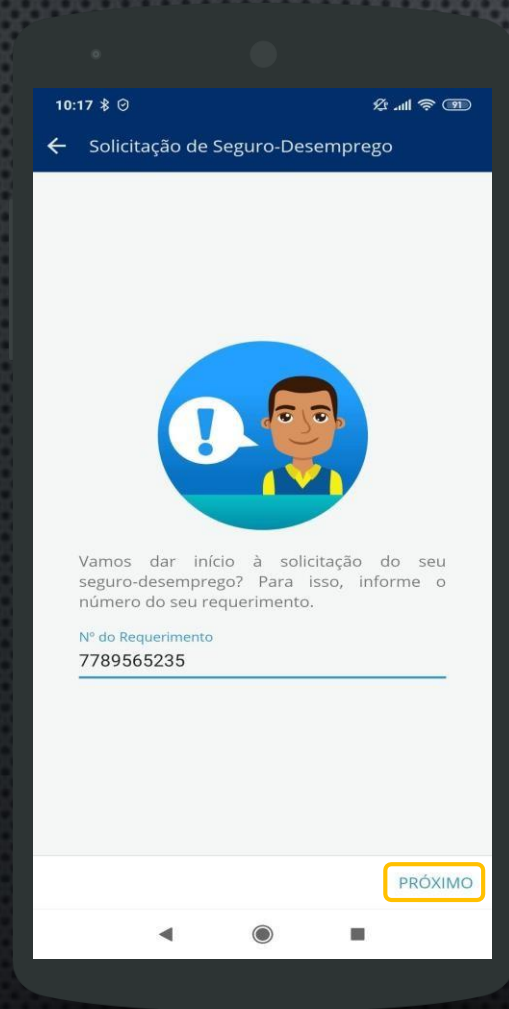 10:17
91
Solicitação de Seguro-Desemprego
!
Vamos dar início à solicitação do seu
seguro-desemprego? Para isso, informe o
número do seu requerimento.
Nº do Requerimento
7789565235
PRÓXIMO